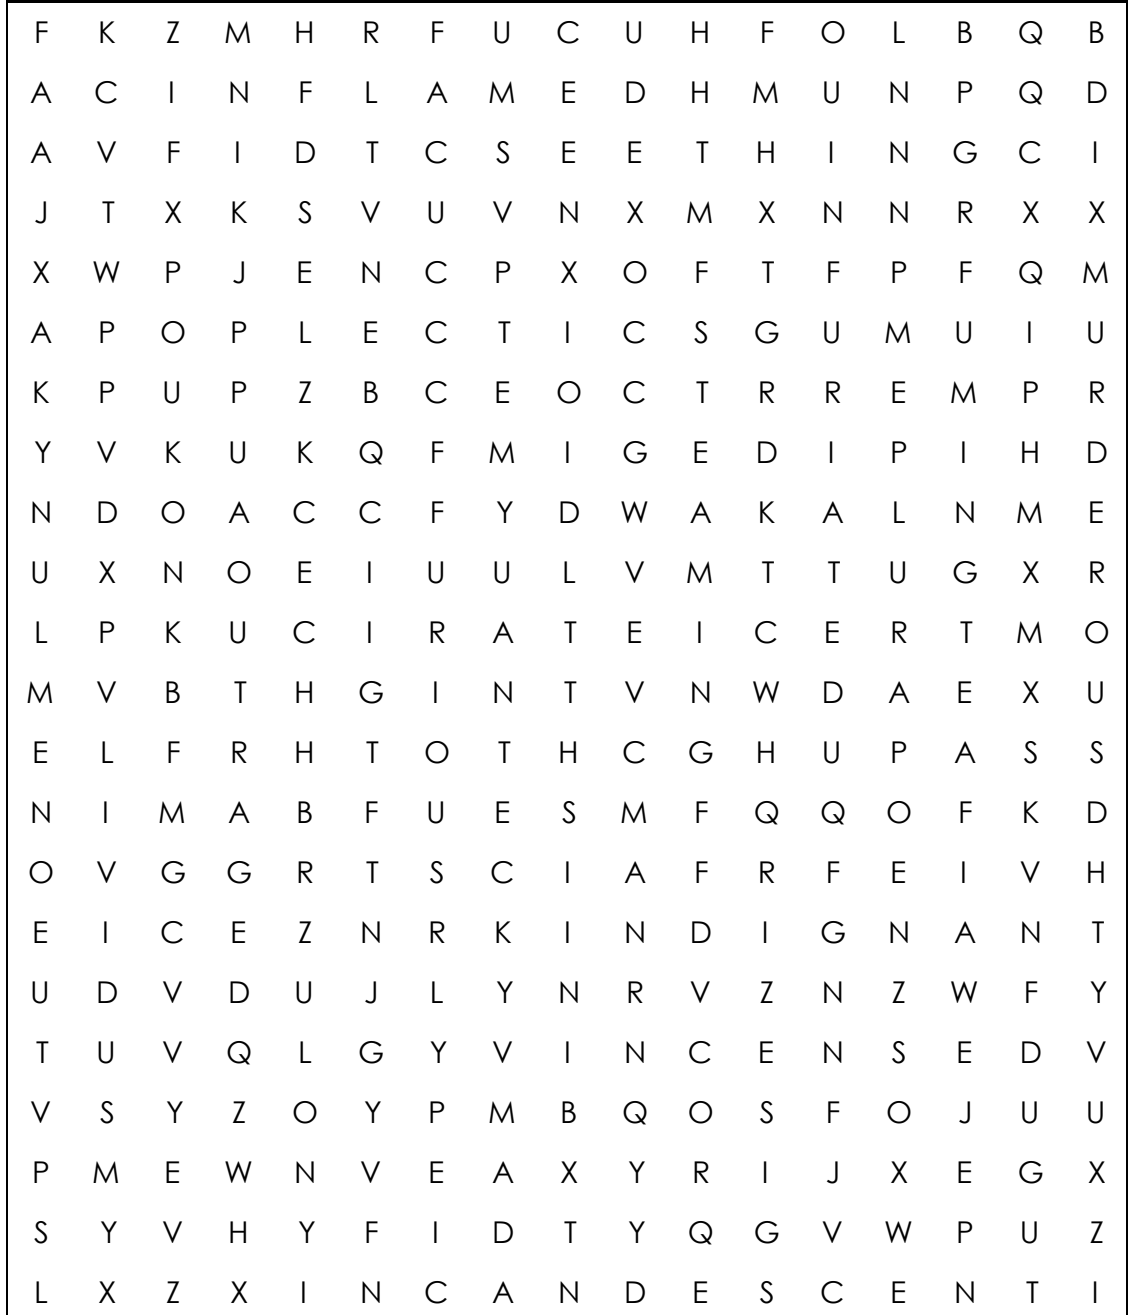 F K Z M H R F U C U H F O L B Q B
A C I N F L A M E D H M U N P Q D
A V F I D T C S E E T H I N G C I
J T X K S V U V N X M X N N R X X
X W P J E N C P X O F T F P F Q M
A P O P L E C T I C S G U M U I U
K P U P Z B C E O C T R R E M P R
Y V K U K Q F M I G E D I P I H D
N D O A C C F Y D W A K A L N M E
U X N O E I U U L V M T T U G X R
L P K U C I R A T E I C E R T M O
M V B T H G I N T V N W D A E X U
E L F R H T O T H C G H U P A S S
N I M A B F U E S M F Q Q O F K D
O V G G R T S C I A F R F E I V H
E I C E Z N R K I N D I G N A N T
U D V D U J L Y N R V Z N Z W F Y
T U V Q L G Y V I N C E N S E D V
V S Y Z O Y P M B Q O S F O J U U
P M E W N V E A X Y R I J X E G X
S Y V H Y F I D T Y Q G V W P U Z
L X Z X I N C A N D E S C E N T I